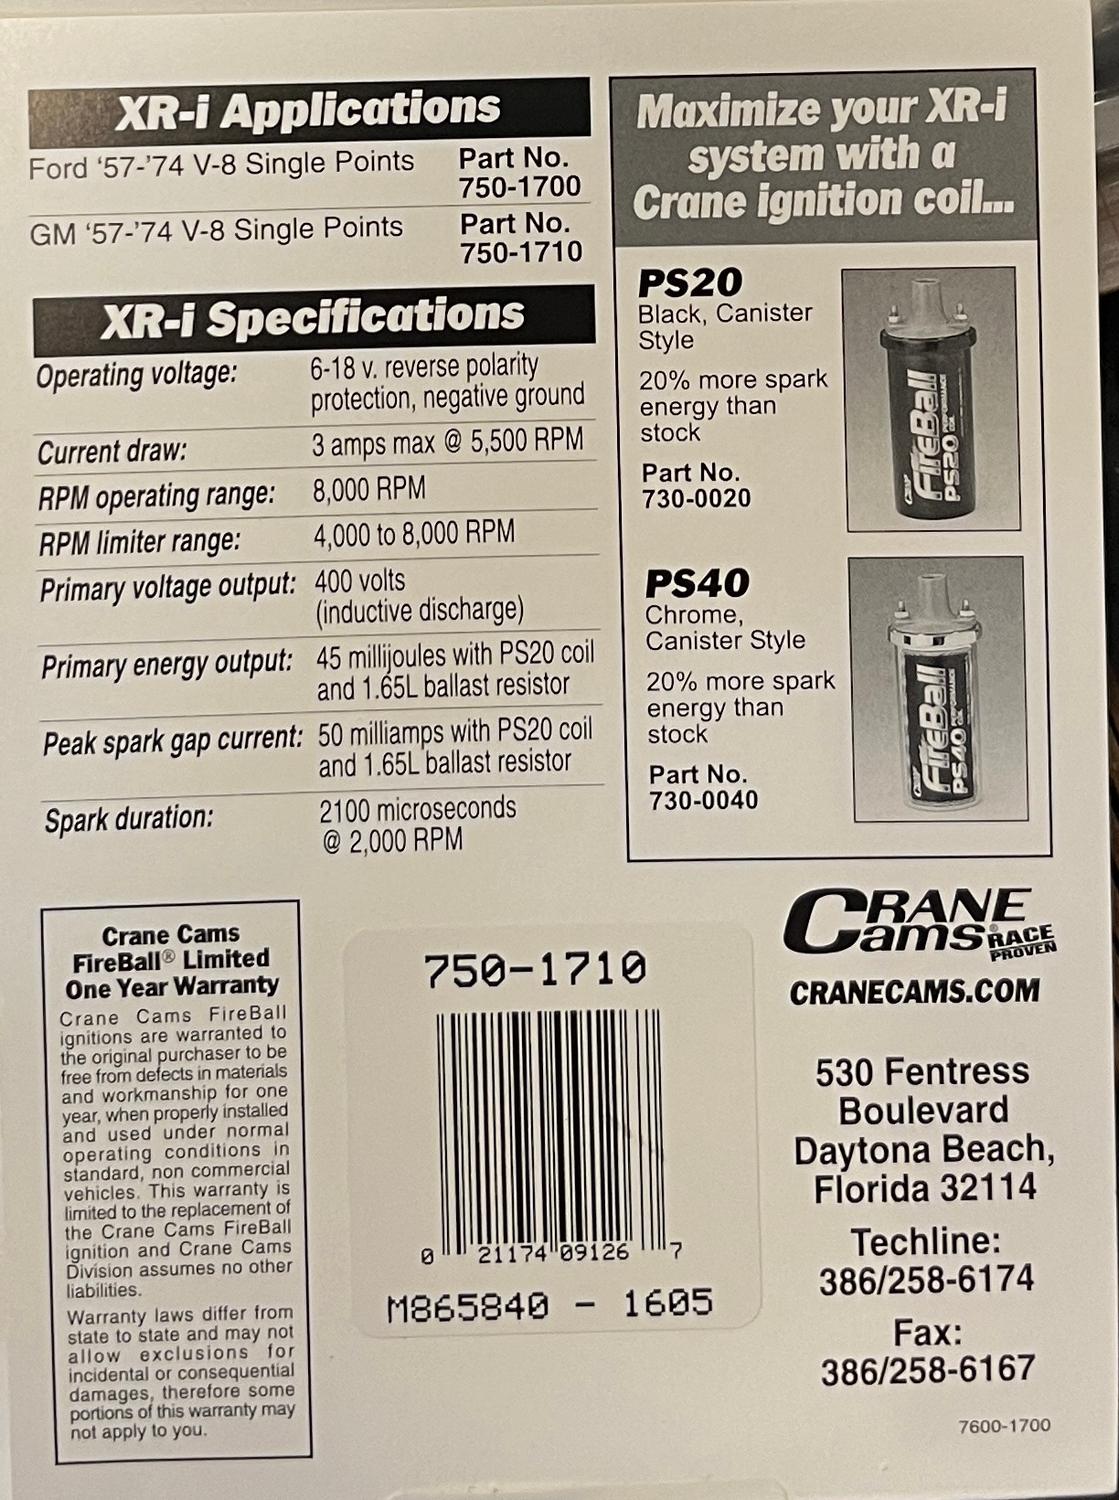 XR-i Applications
Ford '57-'74 V-8 Single Points
Part No.
750-1700
GM '57-'74 V-8 Single Points
Part No.
750-1710
XR-i Specifications
Operating voltage:
6-18 v. reverse polarity
protection, negative ground
Current draw:
3 amps max @ 5,500 RPM
RPM operating range:
8,000 RPM
RPM limiter range:
4,000 to 8,000 RPM
Primary voltage output:
400 volts
(inductive discharge)
Primary energy output:
45 millijoules with PS20 coil
and 1.65L ballast resistor
Peak spark gap current:
50 milliamps with PS20 coil
and 1.65L ballast resistor
Spark duration:
2100 microseconds
@ 2,000 RPM
Maximize your XR-i
system with a
Crane ignition coil...
PS20
Black, Canister
Style
20% more spark
energy than
stock
Part No.
730-0020
FireBall
PS20
PS40
Chrome,
Canister Style
20% more spark
energy than
stock
Part No.
730-0040
FireBall
PS40
Crane Cams
FireBall® Limited
One Year Warranty
Crane Cams FireBall
ignitions are warranted to
the original purchaser to be
free from defects in materials
and workmanship for one
year, when properly installed
and used under normal
operating conditions in
standard, non commercial
vehicles. This warranty is
limited to the replacement of
the Crane Cams FireBall
ignition and Crane Cams
Division assumes no other
liabilities.
Warranty laws differ from
state to state and may not
allow exclusions for
incidental or consequential
damages, therefore some
portions of this warranty may
not apply to you.
750-1710
0 21174 09126 7
M865840 - 1605
CRANE
Cams® RACE
PROVEN
CRANECAMS.COM
530 Fentress
Boulevard
Daytona Beach,
Florida 32114
Techline:
386/258-6174
Fax:
386/258-6167
7600-1700